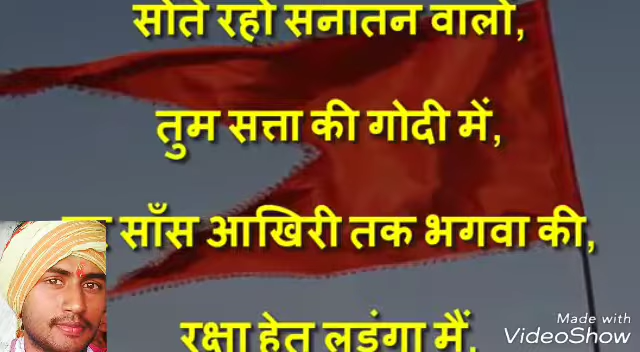 सोते रहो सनातन वालो,
तुम सत्ता की गोदी में,
साँस आखिरी तक भगवा की,
रक्षा हेतु लडूंगा मैं,
Made with
VideoShow